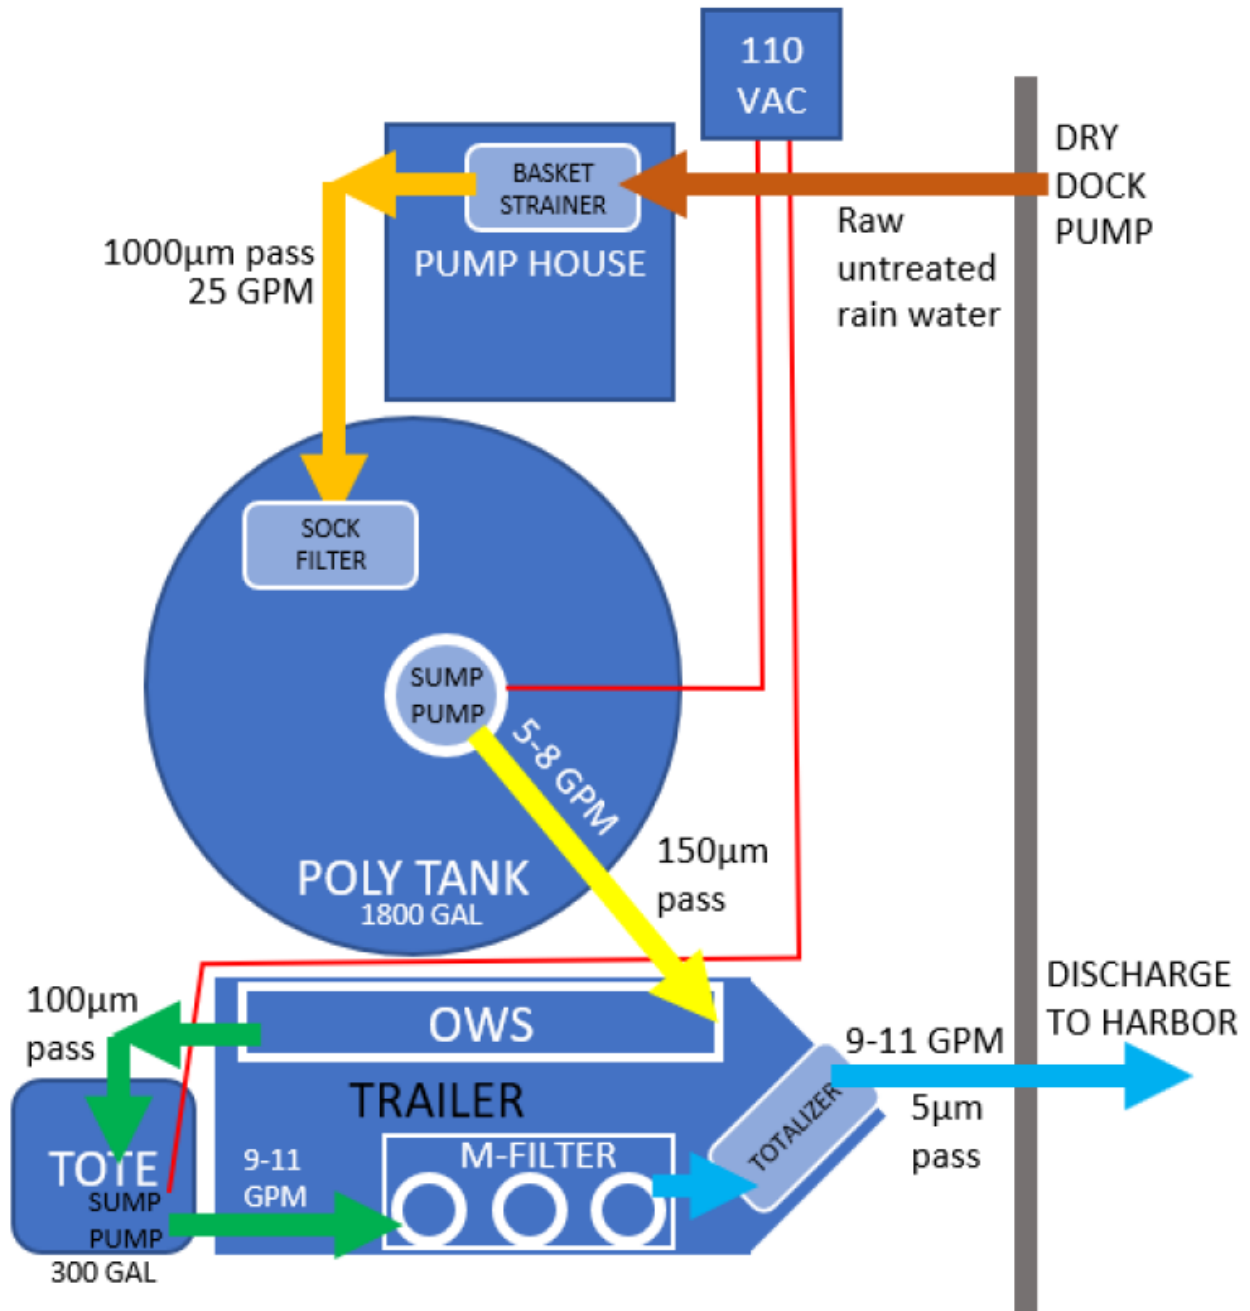 110
VAC
DRY
DOCK
PUMP
BASKET
STRAINER
PUMP HOUSE
Raw
untreated
rain water
1000µm pass
25 GPM
SOCK
FILTER
SUMP
PUMP
5-8 GPM
150µm
pass
POLY TANK
1800 GAL
100µm
pass
OWS
DISCHARGE
TO HARBOR
9-11 GPM
5µm
pass
TRAILER
TOTALIZER
M-FILTER
9-11
GPM
TOTE
SUMP
PUMP
300 GAL